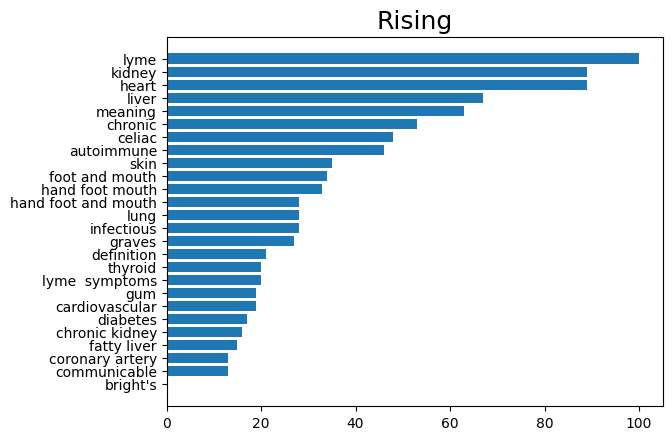 Rising
lyme
kidney
heart
liver
meaning
chronic
celiac
autoimmune
skin
foot and mouth
hand foot mouth
hand foot and mouth
lung
infectious
graves
definition
thyroid
lyme  symptoms
gum
cardiovascular
diabetes
chronic kidney
fatty liver
coronary artery
communicable
bright's
0 20 40 60 80 100